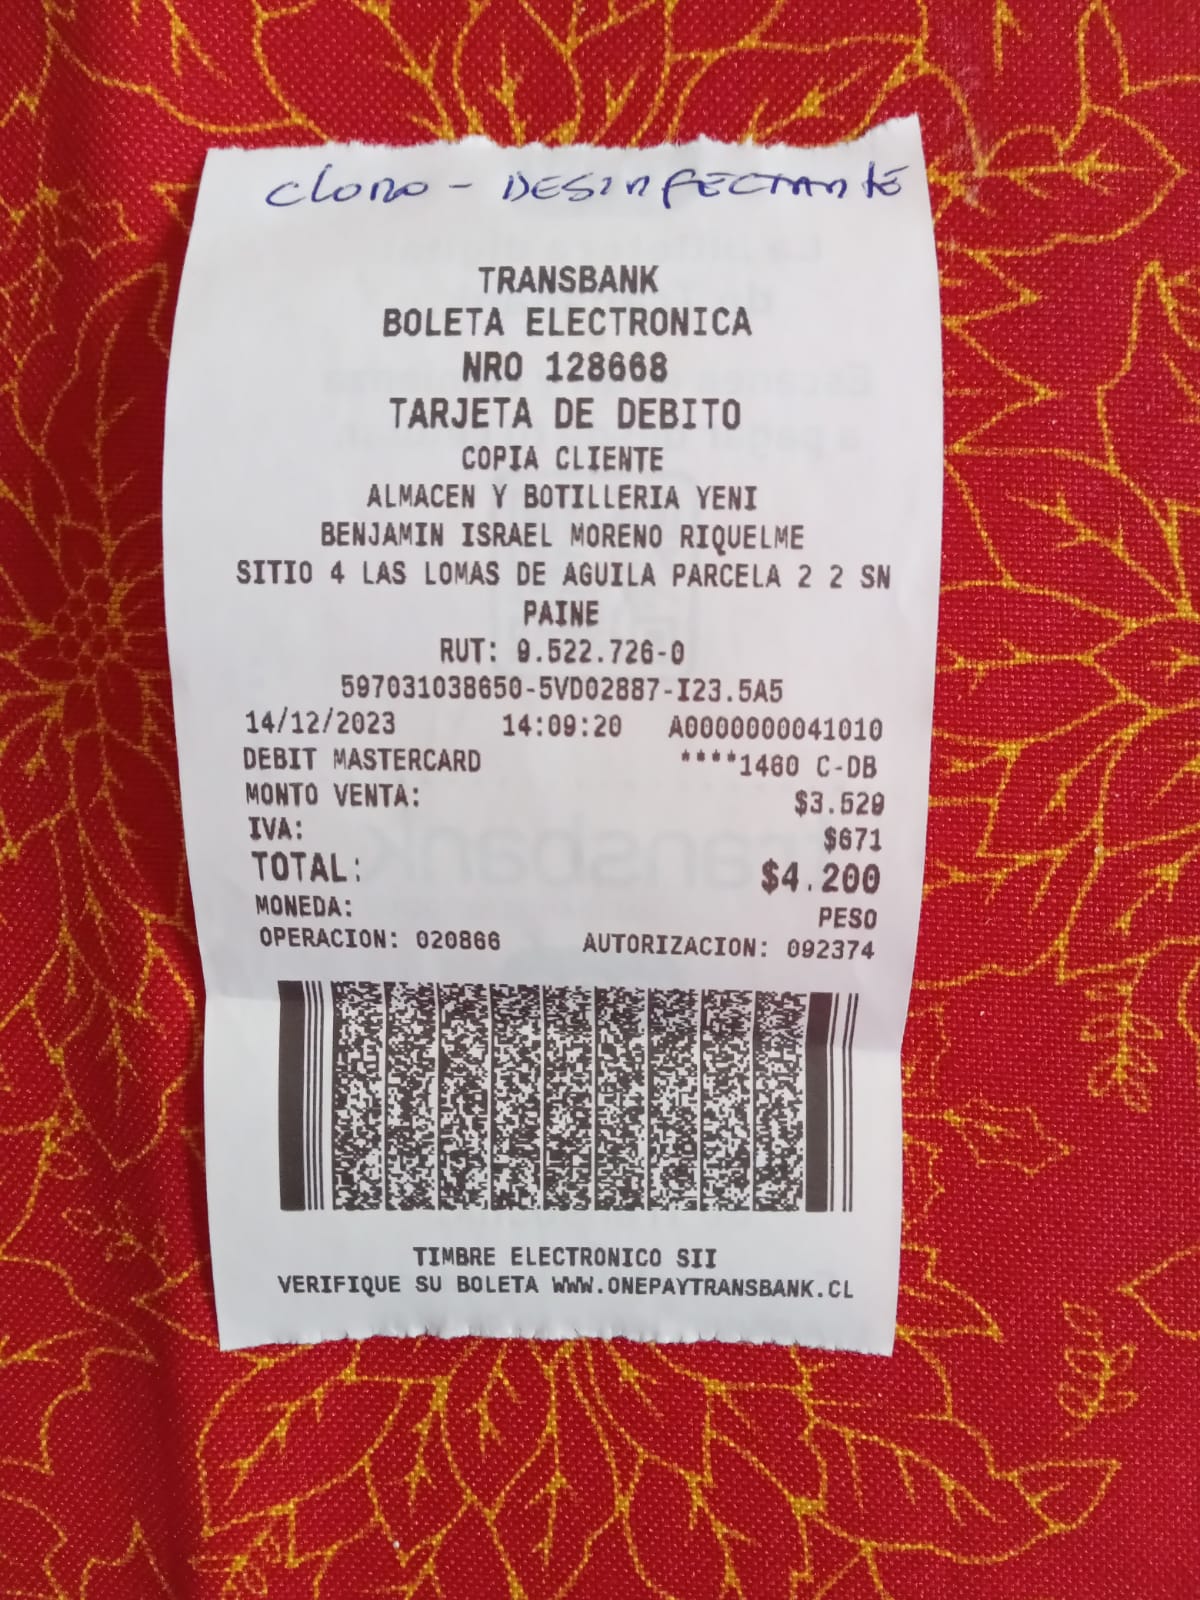 Cloro - DESINFECTANTE
TRANSBANK
BOLETA ELECTRONICA
NRO 128668
TARJETA DE DEBITO
COPIA CLIENTE
ALMACEN Y BOTILLERIA YENI
BENJAMIN ISRAEL MORENO RIQUELME
SITIO 4 LAS LOMAS DE AGUILA PARCELA 2 2 SN
PAINE
RUT: 9.522.726-0
597031038650-5VD02887-I23.5A5
14/12/2023 14:09:20 A0000000041010
DEBIT MASTERCARD ****1460 C-DB
MONTO VENTA: $3.529
IVA: $671
TOTAL: $4.200
MONEDA: PESO
OPERACION: 020866 AUTORIZACION: 092374
TIMBRE ELECTRONICO SII
VERIFIQUE SU BOLETA WWW.ONEPAYTRANSBANK.CL